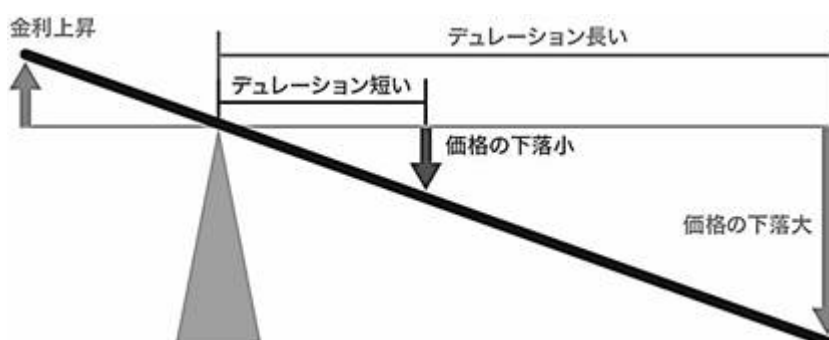 金利上昇
デュレーション長い
デュレーション短い
価格の下落小
価格の下落大